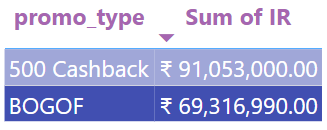 promo_type Sum of IR
500 Cashback ₹ 91,053,000.00
BOGOF ₹ 69,316,990.00